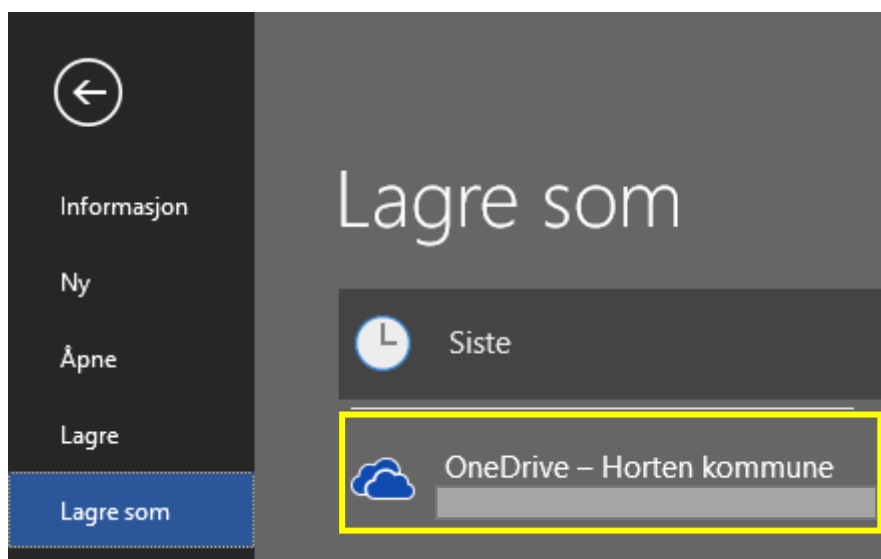 Informasjon
Ny
Åpne
Lagre
Lagre som
Lagre som
Siste
OneDrive – Horten kommune